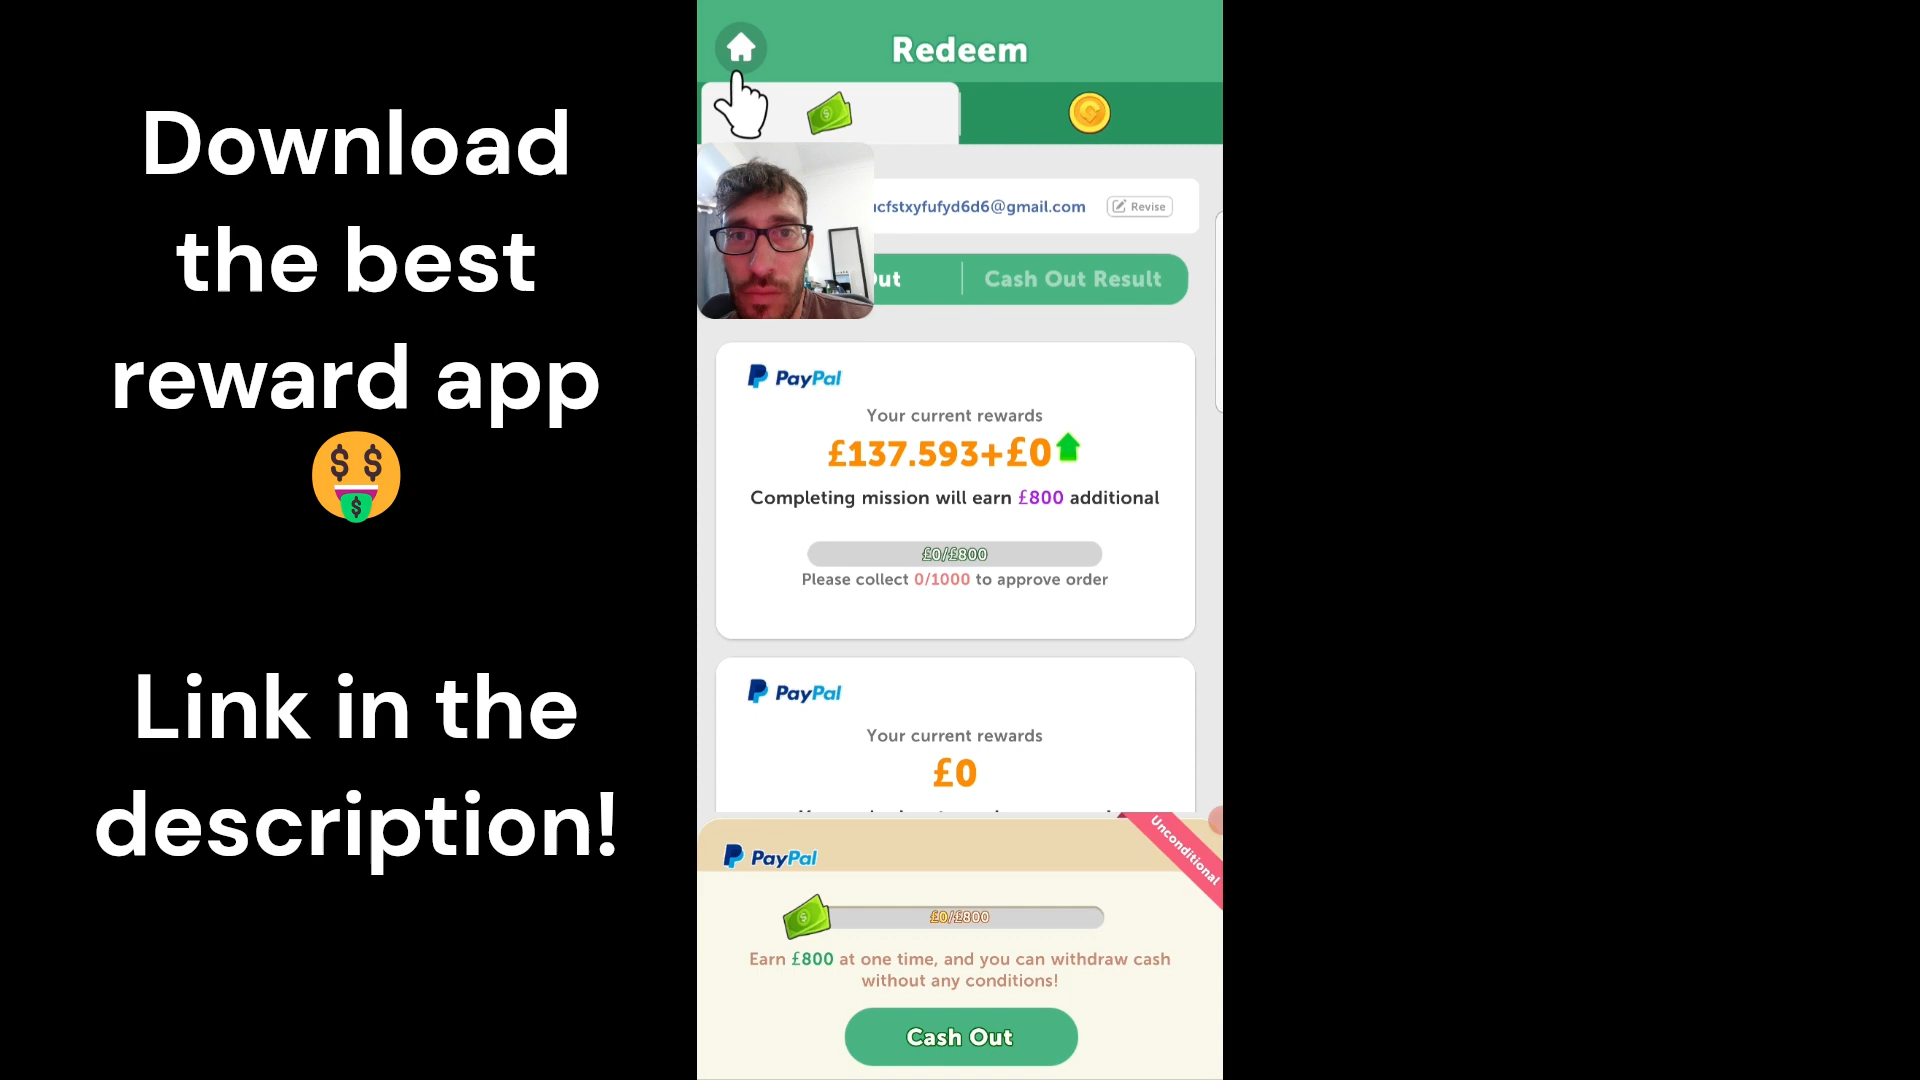 Download
the best
reward app
Link in the
description!
Redeem
ucfstxyfufyd6d6@gmail.com
Revise
Out
Cash Out Result
PayPal
Your current rewards
£137.593+£0
Completing mission will earn £800 additional
£0/£800
Please collect 0/1000 to approve order
PayPal
Your current rewards
£0
Unconditional
PayPal
£0/£800
Earn £800 at one time, and you can withdraw cash
without any conditions!
Cash Out